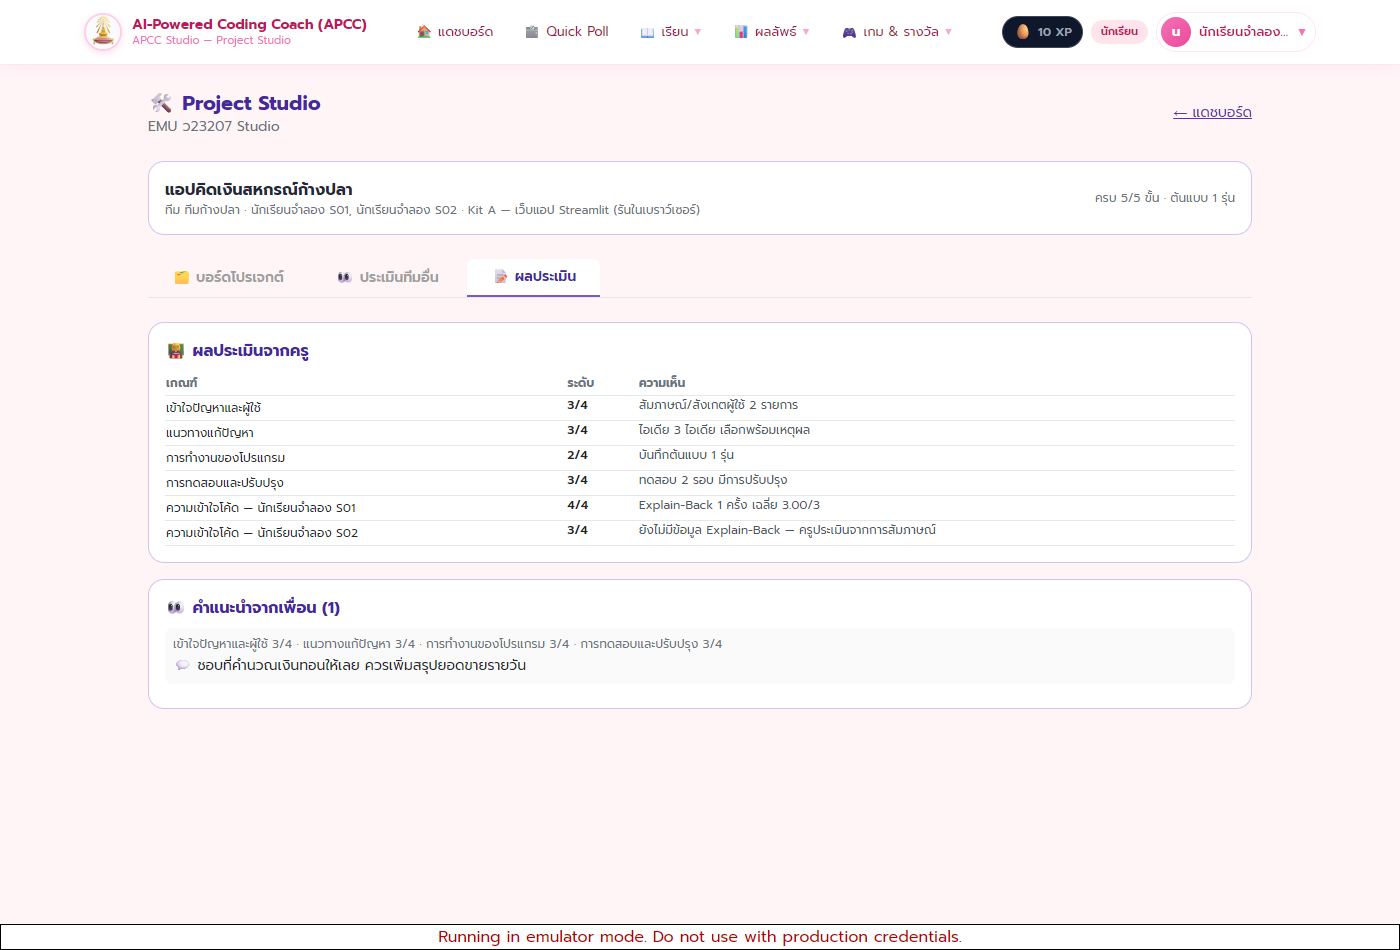 AI-Powered Coding Coach (APCC)
APCC Studio — Project Studio
แดชบอร์ด
Quick Poll
เรียน ▼
ผลลัพธ์ ▼
เกม & รางวัล ▼
10 XP
นักเรียน
น
นักเรียนจำลอง... ▼
Project Studio
EMU ว23207 Studio
← แดชบอร์ด
แอปคิดเงินสหกรณ์ก้างปลา
ทีม ทีมก้างปลา · นักเรียนจำลอง S01, นักเรียนจำลอง S02 · Kit A — เว็บแอป Streamlit (รันในเบราว์เซอร์)
ครบ 5/5 ขั้น · ต้นแบบ 1 รุ่น
บอร์ดโปรเจกต์
ประเมินทีมอื่น
ผลประเมิน
ผลประเมินจากครู
เกณฑ์ ระดับ ความเห็น
เข้าใจปัญหาและผู้ใช้ 3/4 สัมภาษณ์/สังเกตผู้ใช้ 2 รายการ
แนวทางแก้ปัญหา 3/4 ไอเดีย 3 ไอเดีย เลือกพร้อมเหตุผล
การทำงานของโปรแกรม 2/4 บันทึกต้นแบบ 1 รุ่น
การทดสอบและปรับปรุง 3/4 ทดสอบ 2 รอบ มีการปรับปรุง
ความเข้าใจโค้ด — นักเรียนจำลอง S01 4/4 Explain-Back 1 ครั้ง เฉลี่ย 3.00/3
ความเข้าใจโค้ด — นักเรียนจำลอง S02 3/4 ยังไม่มีข้อมูล Explain-Back — ครูประเมินจากการสัมภาษณ์
คำแนะนำจากเพื่อน (1)
เข้าใจปัญหาและผู้ใช้ 3/4 · แนวทางแก้ปัญหา 3/4 · การทำงานของโปรแกรม 3/4 · การทดสอบและปรับปรุง 3/4
ชอบที่คำนวณเงินทอนให้เลย ควรเพิ่มสรุปยอดขายรายวัน
Running in emulator mode. Do not use with production credentials.